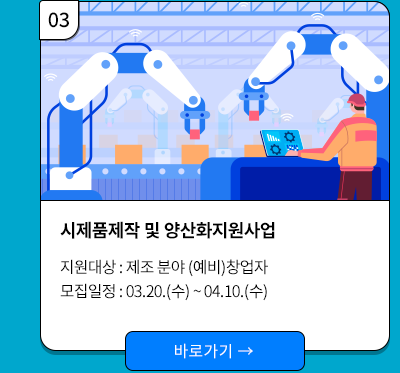 03
시제품제작 및 양산화지원사업
지원대상 : 제조 분야 (예비)창업자
모집일정 : 03.20.(수) ~ 04.10.(수)
바로가기 →